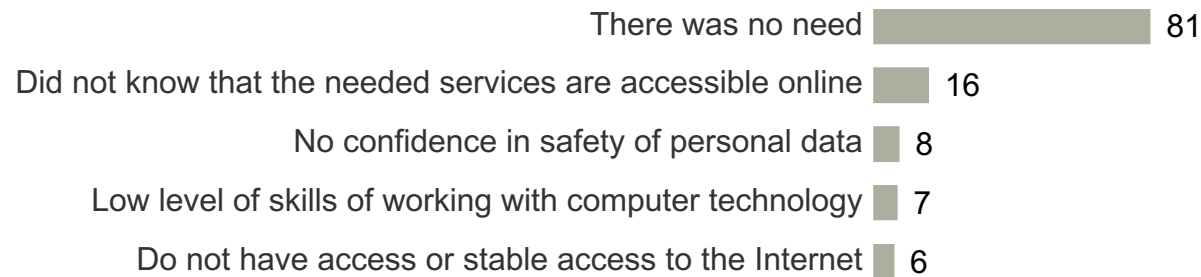 There was no need 81
Did not know that the needed services are accessible online 16
No confidence in safety of personal data 8
Low level of skills of working with computer technology 7
Do not have access or stable access to the Internet 6